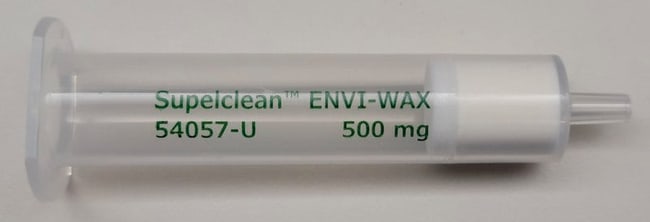 Supelclean™ ENVI-WAX
54057-U 500 mg